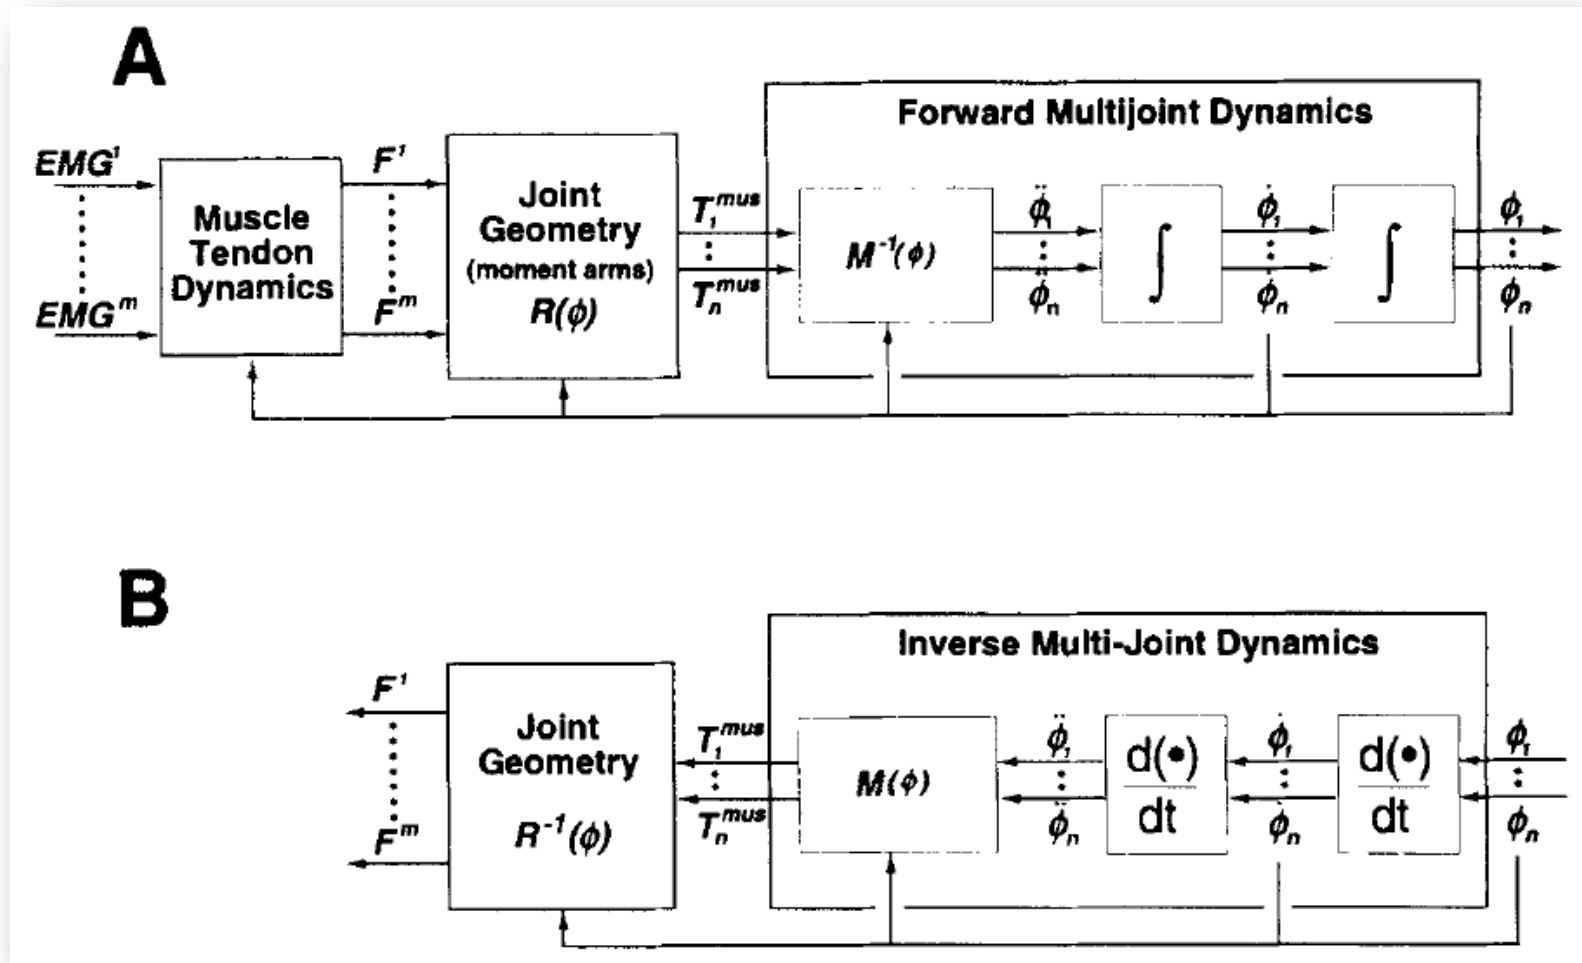 A
Forward Multijoint Dynamics
EMG¹
EMGᵐ
Muscle
Tendon
Dynamics
F¹
Fᵐ
Joint
Geometry
(moment arms)
R(ϕ)
T₁ᵐᵘˢ
Tₙᵐᵘˢ
M⁻¹(ϕ)
ϕ̈₁
ϕ̈ₙ
∫
ϕ̇₁
ϕ̇ₙ
∫
ϕ₁
ϕₙ
B
Inverse Multi-Joint Dynamics
F¹
Fᵐ
Joint
Geometry
R⁻¹(ϕ)
T₁ᵐᵘˢ
Tₙᵐᵘˢ
M(ϕ)
ϕ̈₁
ϕ̈ₙ
d(•)
dt
ϕ̇₁
ϕ̇ₙ
d(•)
dt
ϕ₁
ϕₙ